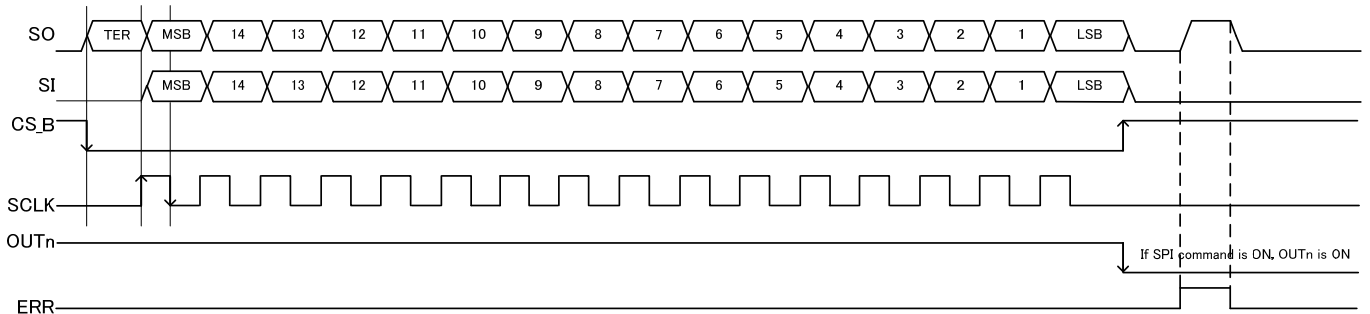 SO TER MSB 14 13 12 11 10 9 8 7 6 5 4 3 2 1 LSB
SI MSB 14 13 12 11 10 9 8 7 6 5 4 3 2 1 LSB
CS_B
SCLK
OUTn
If SPI command is ON, OUTn is ON
ERR